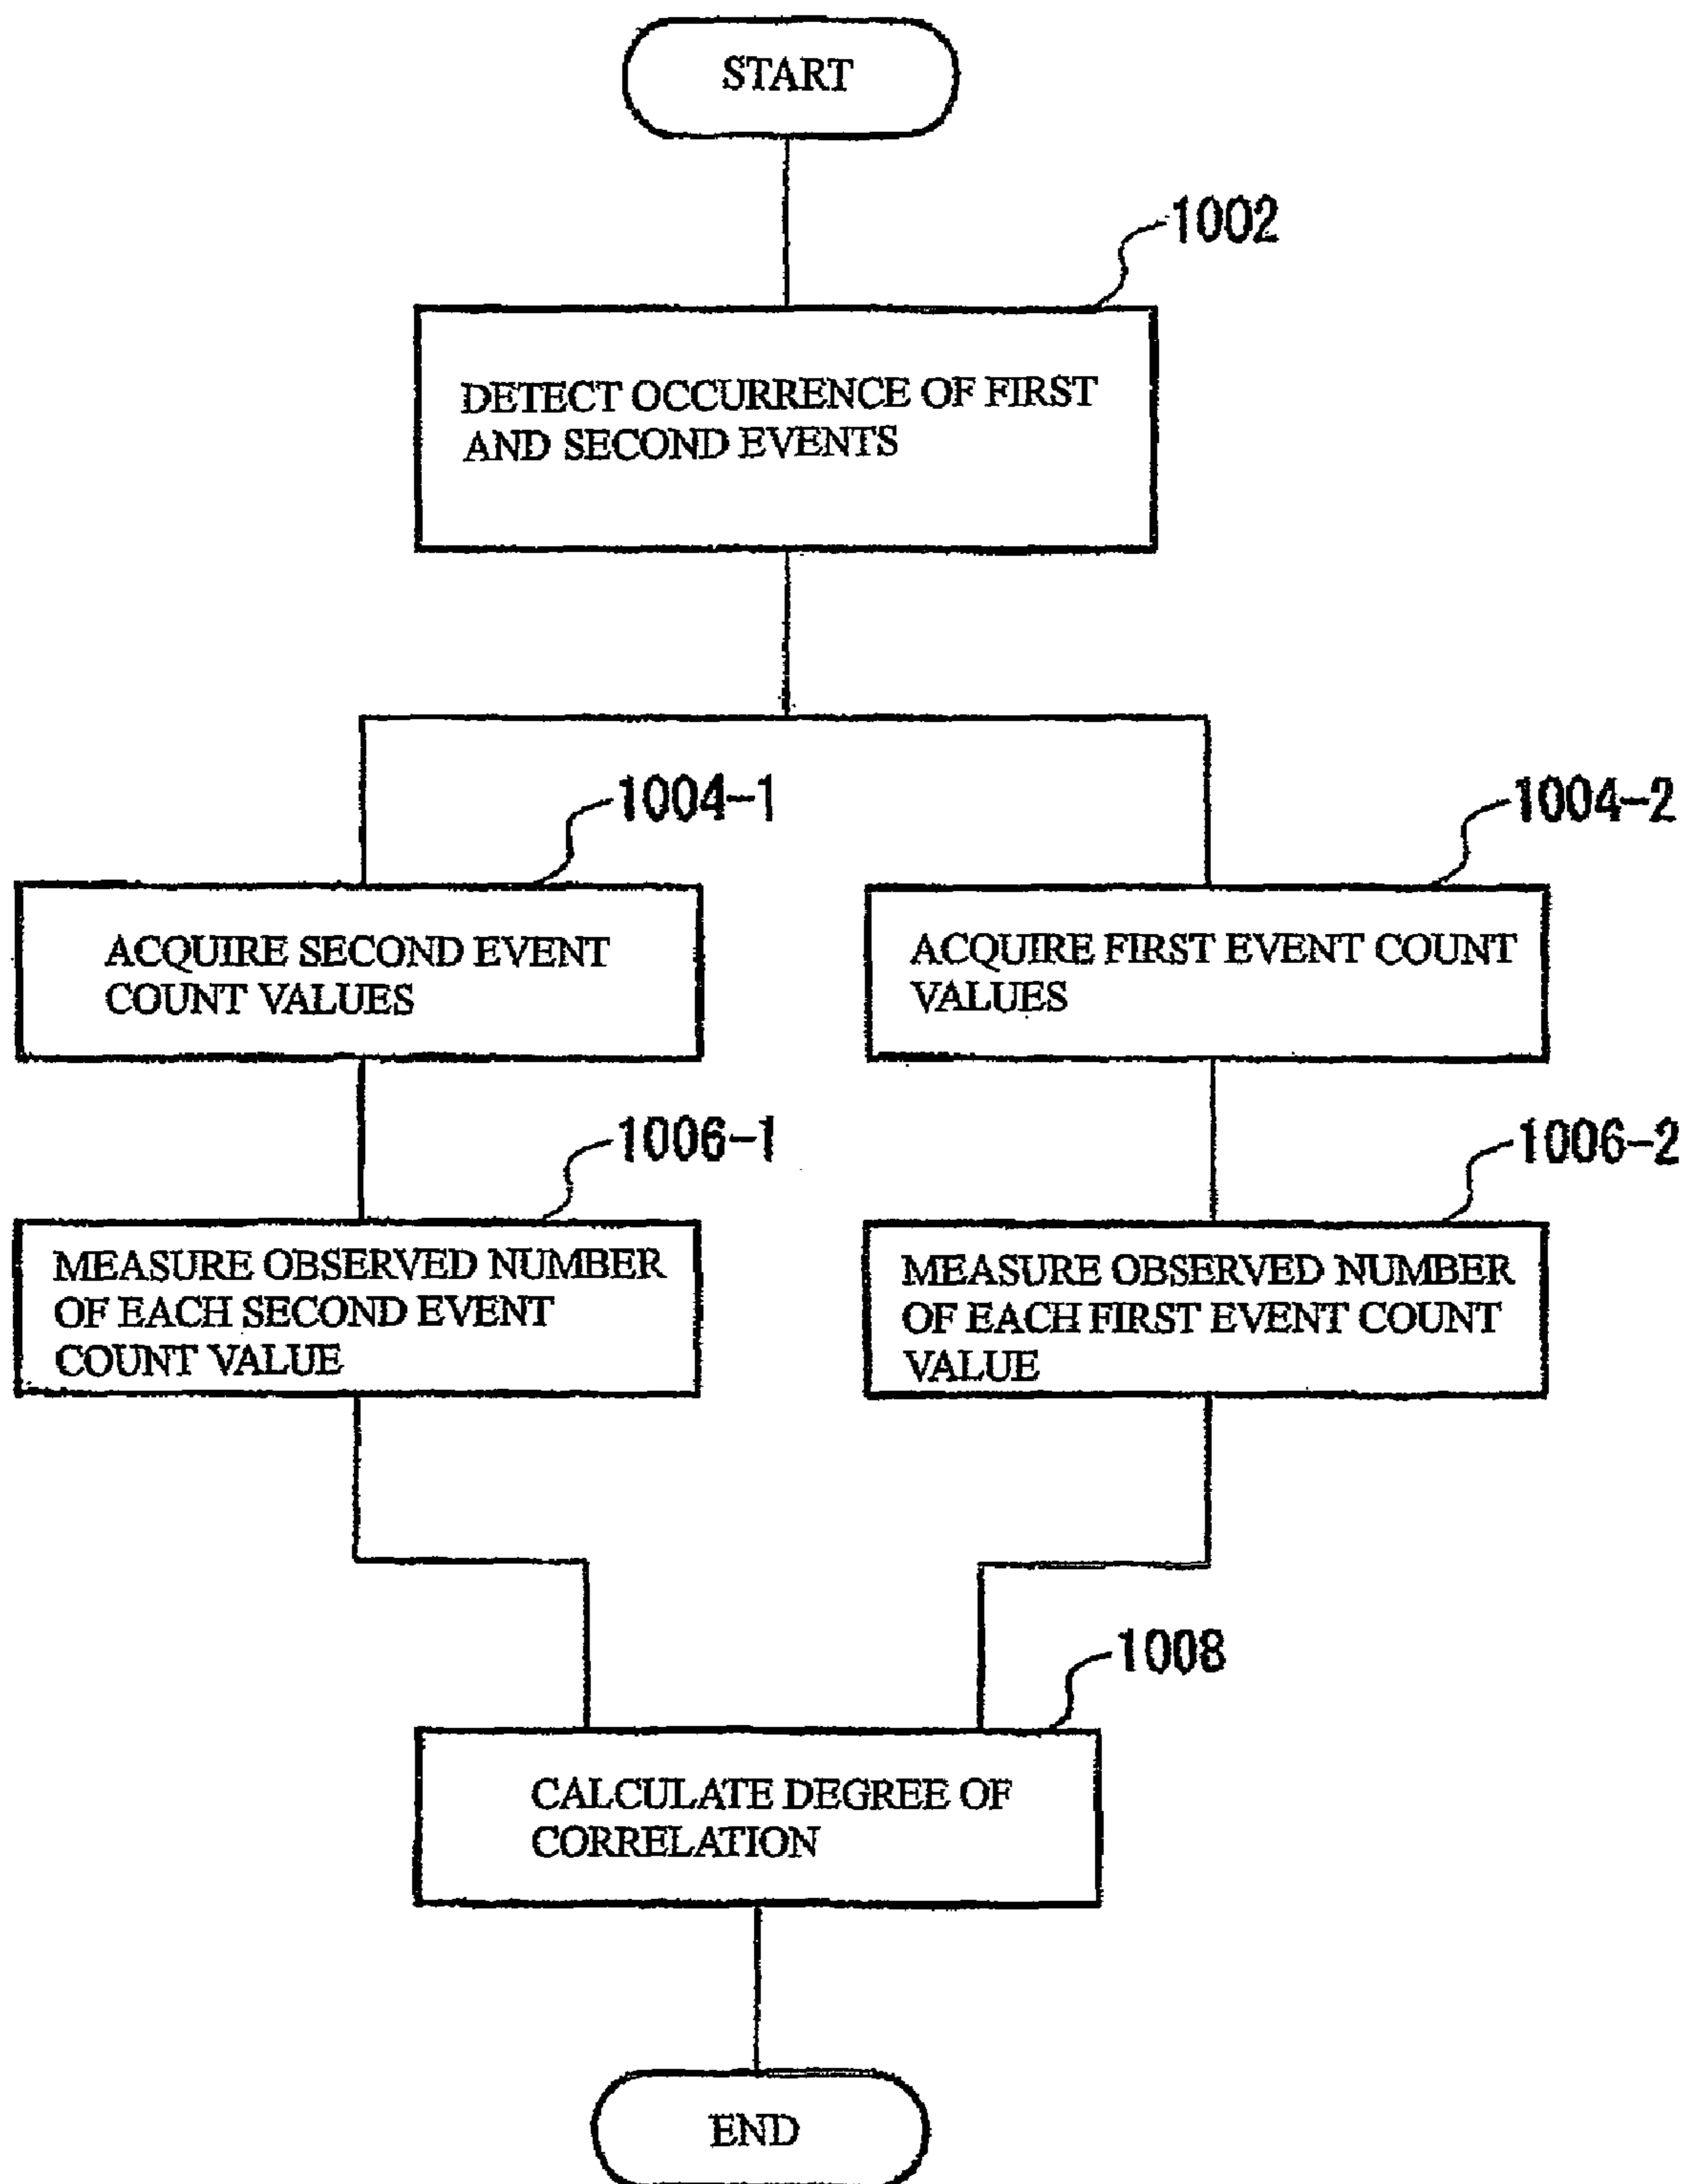 START
1002
DETECT OCCURRENCE OF FIRST
AND SECOND EVENTS
1004-1
ACQUIRE SECOND EVENT
COUNT VALUES
1004-2
ACQUIRE FIRST EVENT COUNT
VALUES
1006-1
MEASURE OBSERVED NUMBER
OF EACH SECOND EVENT
COUNT VALUE
1006-2
MEASURE OBSERVED NUMBER
OF EACH FIRST EVENT COUNT
VALUE
1008
CALCULATE DEGREE OF
CORRELATION
END